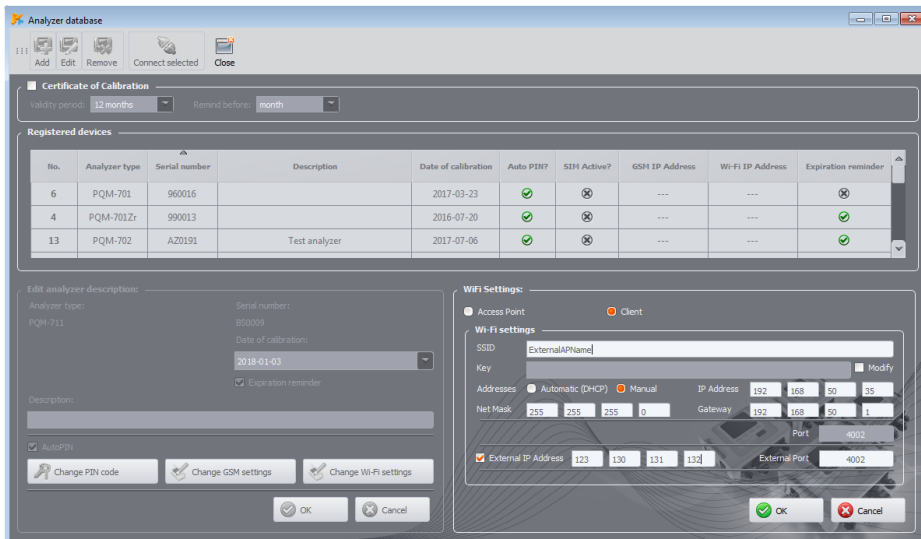 Analyzer database
Add Edit Remove Connect selected Close
Certificate of Calibration
Validity period: 12 months Remind before: month
Registered devices
No. Analyzer type Serial number Description Date of calibration Auto PIN? SIM Active? GSM IP Address Wi-Fi IP Address Expiration reminder
6 PQM-701 960016 2017-03-23 --- ---
4 PQM-701Zr 990013 2016-07-20 --- ---
13 PQM-702 AZ0191 Test analyzer 2017-07-06 --- ---
Edit analyzer description:
Analyzer type: Serial number:
PQM-711 BS0009
Date of calibration:
2018-01-03
Expiration reminder
Description:
AutoPIN
Change PIN code Change GSM settings Change Wi-Fi settings
OK Cancel
WiFi Settings:
Access Point Client
Wi-Fi settings
SSID ExternalAPName
Key Modify
Addresses Automatic (DHCP) Manual IP Address 192 168 50 35
Net Mask 255 255 255 0 Gateway 192 168 50 1
Port 4002
External IP Address 123 130 131 132 External Port 4002
OK Cancel